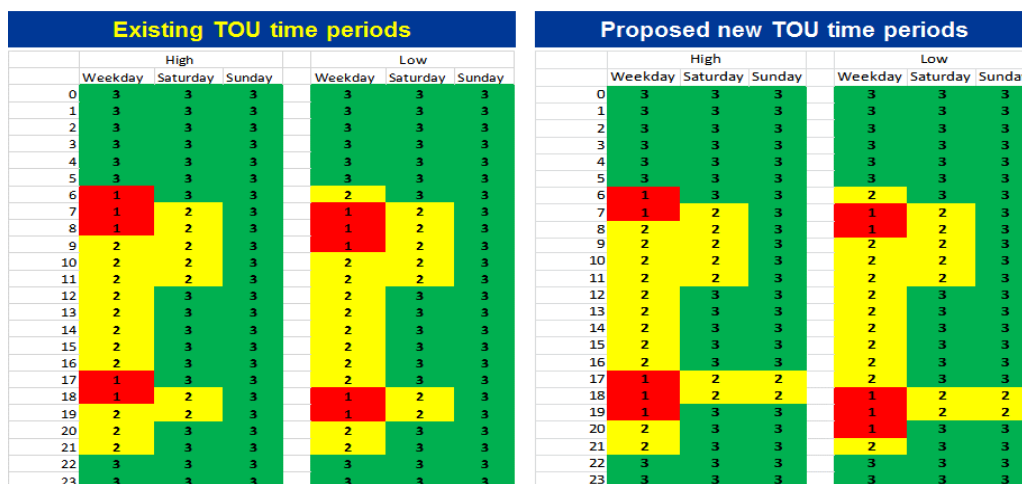 Existing TOU time periods
High Low
Weekday Saturday Sunday Weekday Saturday Sunday
0 3 3 3 3 3 3
1 3 3 3 3 3 3
2 3 3 3 3 3 3
3 3 3 3 3 3 3
4 3 3 3 3 3 3
5 3 3 3 3 3 3
6 1 3 3 2 3 3
7 1 2 3 1 2 3
8 1 2 3 1 2 3
9 2 2 3 1 2 3
10 2 2 3 2 2 3
11 2 2 3 2 2 3
12 2 3 3 2 3 3
13 2 3 3 2 3 3
14 2 3 3 2 3 3
15 2 3 3 2 3 3
16 2 3 3 2 3 3
17 1 3 3 2 3 3
18 1 2 3 1 2 3
19 2 2 3 1 2 3
20 2 3 3 2 3 3
21 2 3 3 2 3 3
22 3 3 3 3 3 3
23 3 3 3 3 3 3
Proposed new TOU time periods
High Low
Weekday Saturday Sunday Weekday Saturday Sunda
0 3 3 3 3 3 3
1 3 3 3 3 3 3
2 3 3 3 3 3 3
3 3 3 3 3 3 3
4 3 3 3 3 3 3
5 3 3 3 3 3 3
6 1 3 3 2 3 3
7 1 2 3 1 2 3
8 2 2 3 1 2 3
9 2 2 3 2 2 3
10 2 2 3 2 2 3
11 2 2 3 2 2 3
12 2 3 3 2 3 3
13 2 3 3 2 3 3
14 2 3 3 2 3 3
15 2 3 3 2 3 3
16 2 3 3 2 3 3
17 1 2 2 2 3 3
18 1 2 2 1 2 2
19 1 3 3 1 2 2
20 2 3 3 1 3 3
21 2 3 3 2 3 3
22 3 3 3 3 3 3
23 3 3 3 3 3 3